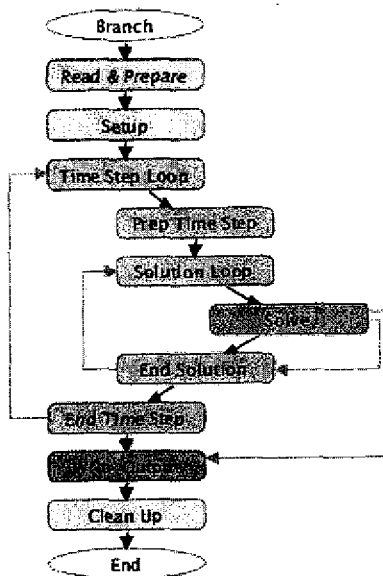 Branch
Read & Prepare
Setup
Time Step Loop
Prep Time Step
Solution Loop
Solve
End Solution
End Time Step
Clean Up
End